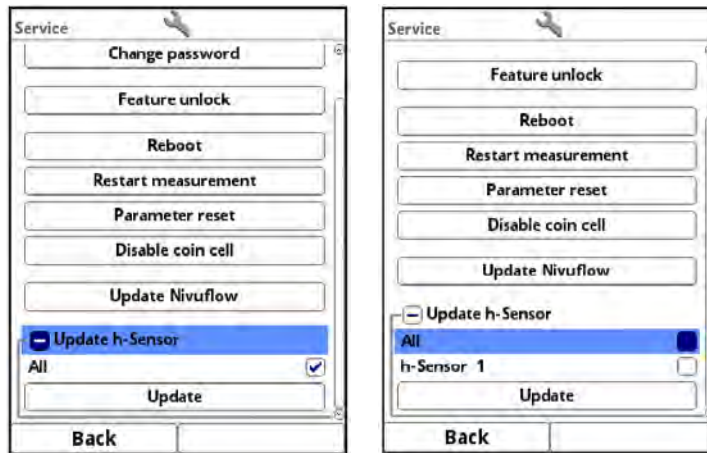 Service
Change password
Feature unlock
Reboot
Restart measurement
Parameter reset
Disable coin cell
Update Nivuflow
Update h-Sensor
All
Update
Back
Service
Feature unlock
Reboot
Restart measurement
Parameter reset
Disable coin cell
Update Nivuflow
Update h-Sensor
All
h-Sensor 1
Update
Back